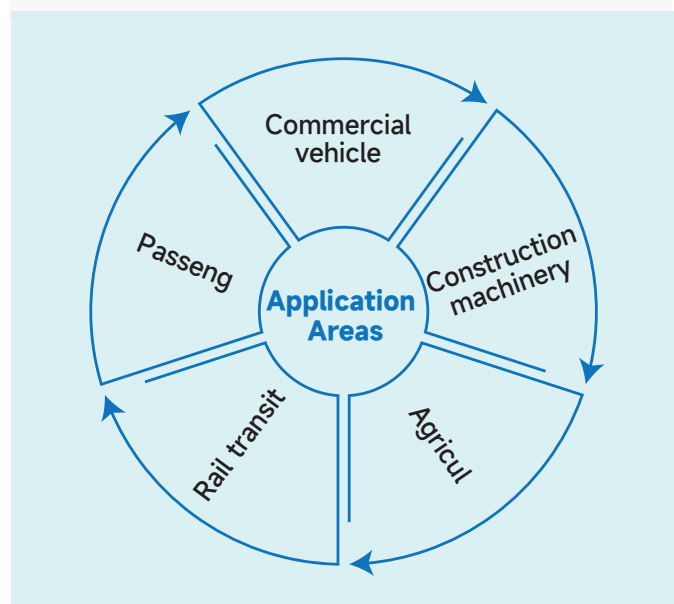 Commercial
vehicle
Construction
machinery
Agricul
Rail transit
Passeng
Application
Areas